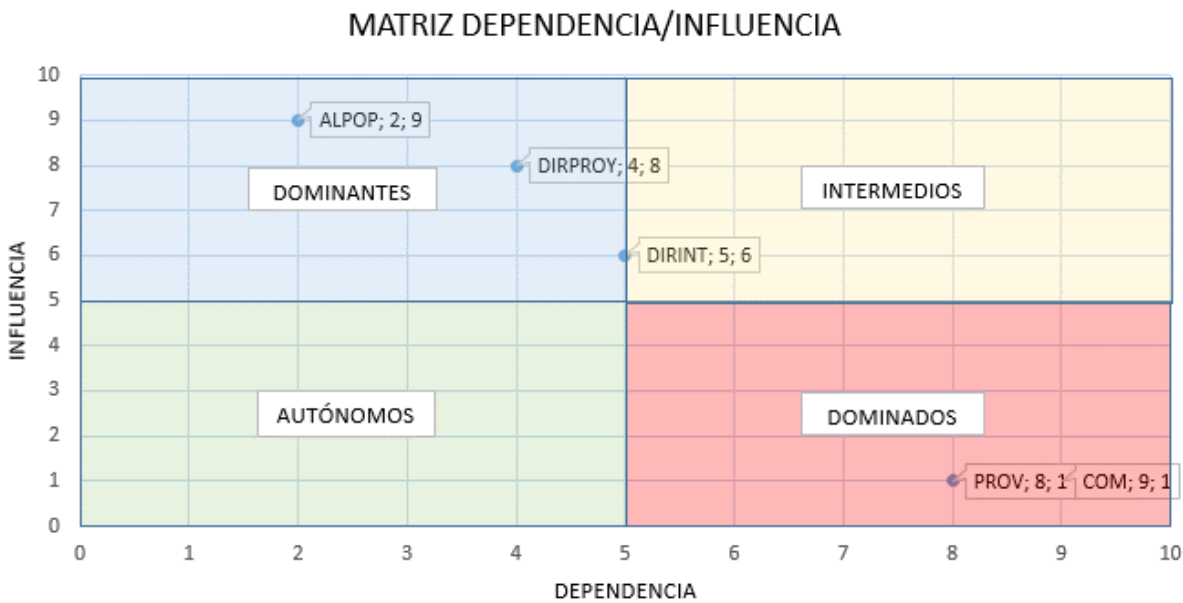 MATRIZ DEPENDENCIA/INFLUENCIA
10
9
ALPOP; 2; 9
8
DIRPROY; 4; 8
DOMINANTES
INTERMEDIOS
7
6
DIRINT; 5; 6
INFLUENCIA
5
4
3
AUTÓNOMOS
DOMINADOS
2
1
PROV; 8; 1
COM; 9; 1
0
0 1 2 3 4 5 6 7 8 9 10
DEPENDENCIA